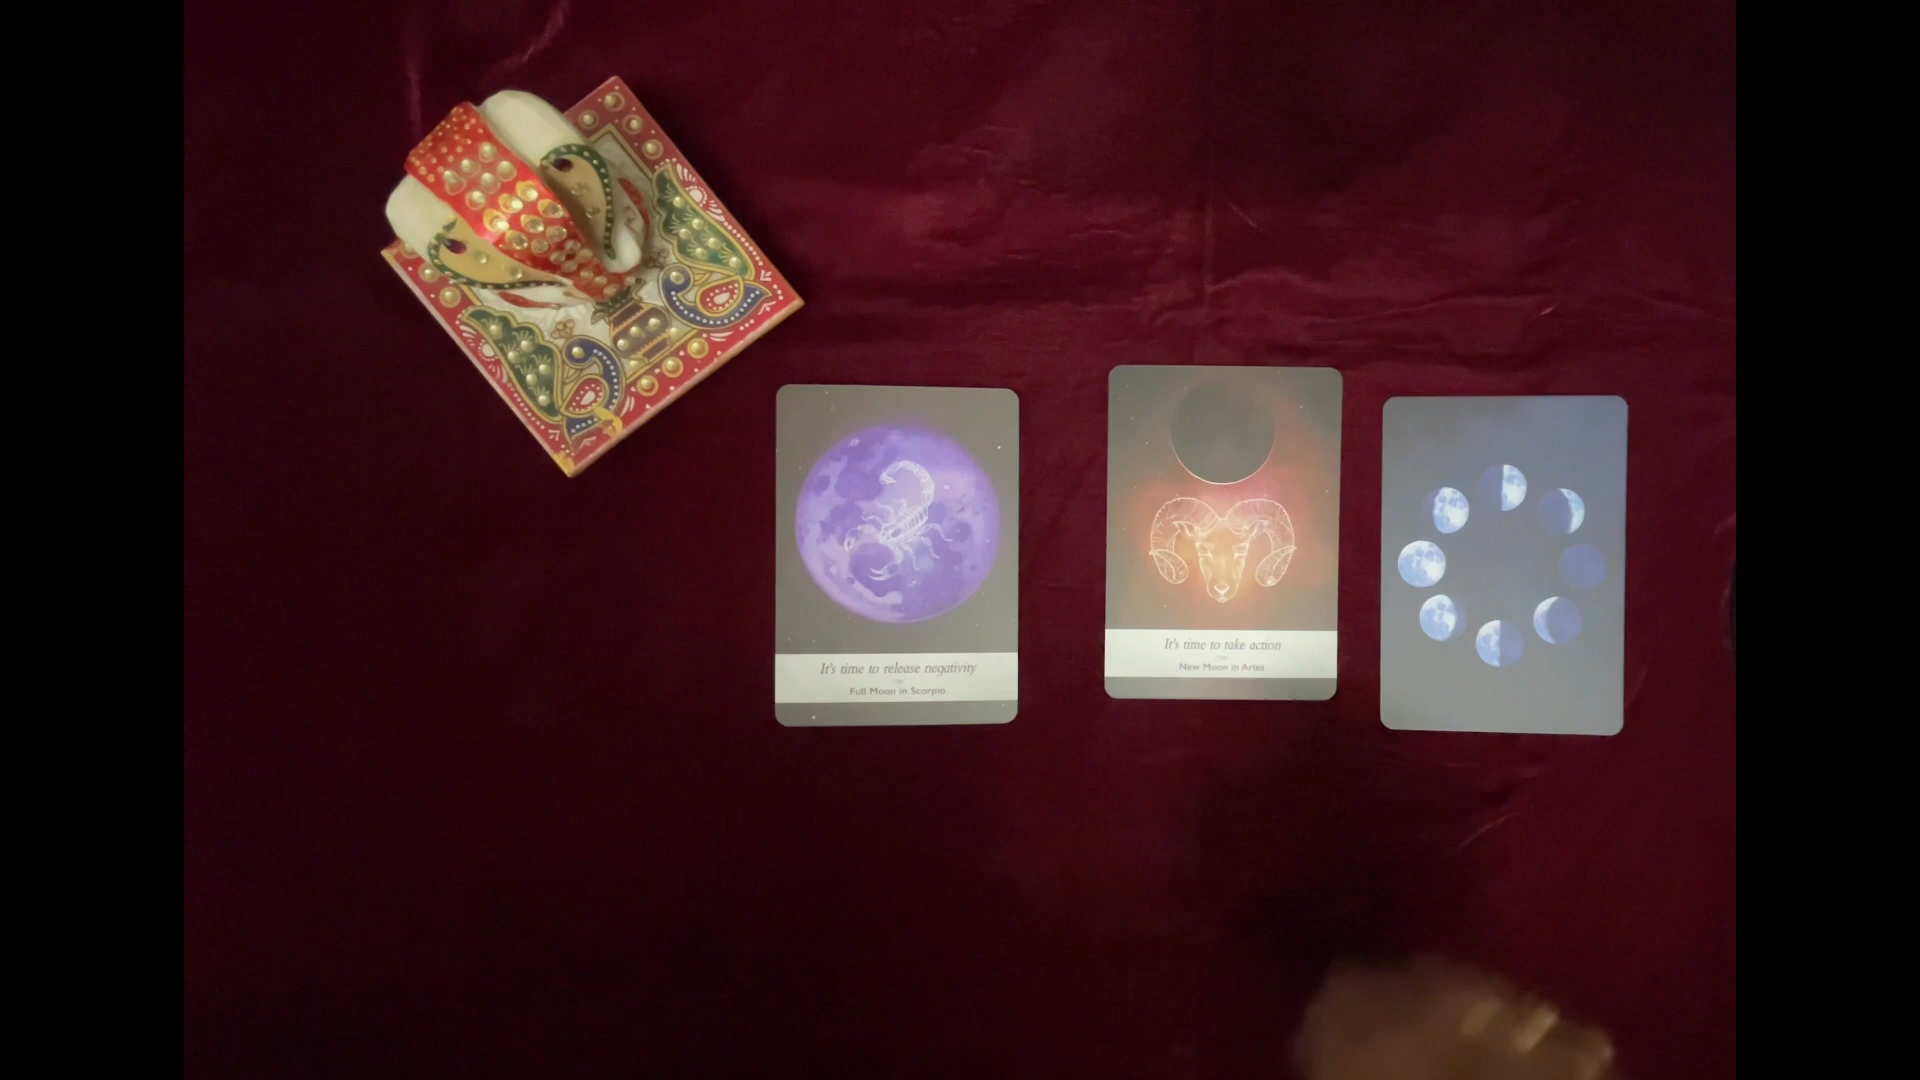 It's time to release negativity
Full Moon in Scorpio
It's time to take action
New Moon in Aries